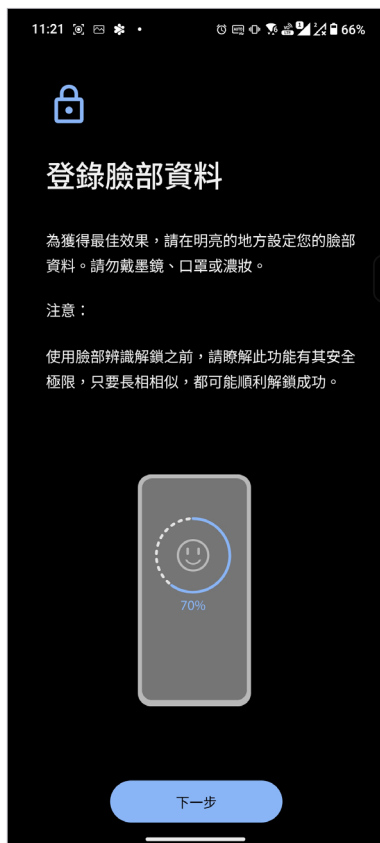 11:21
66%
登錄臉部資料
為獲得最佳效果，請在明亮的地方設定您的臉部
資料。請勿戴墨鏡、口罩或濃妝。
注意：
使用臉部辨識解鎖之前，請瞭解此功能有其安全
極限，只要長相相似，都可能順利解鎖成功。
70%
下一步